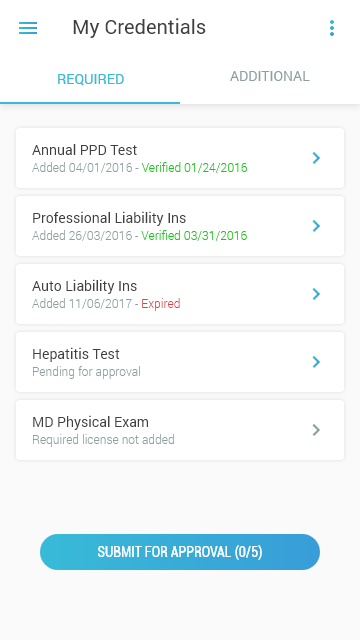 My Credentials
REQUIRED
ADDITIONAL
Annual PPD Test
Added 04/01/2016 - Verified 01/24/2016
Professional Liability Ins
Added 26/03/2016 - Verified 03/31/2016
Auto Liability Ins
Added 11/06/2017 - Expired
Hepatitis Test
Pending for approval
MD Physical Exam
Required license not added
SUBMIT FOR APPROVAL (0/5)